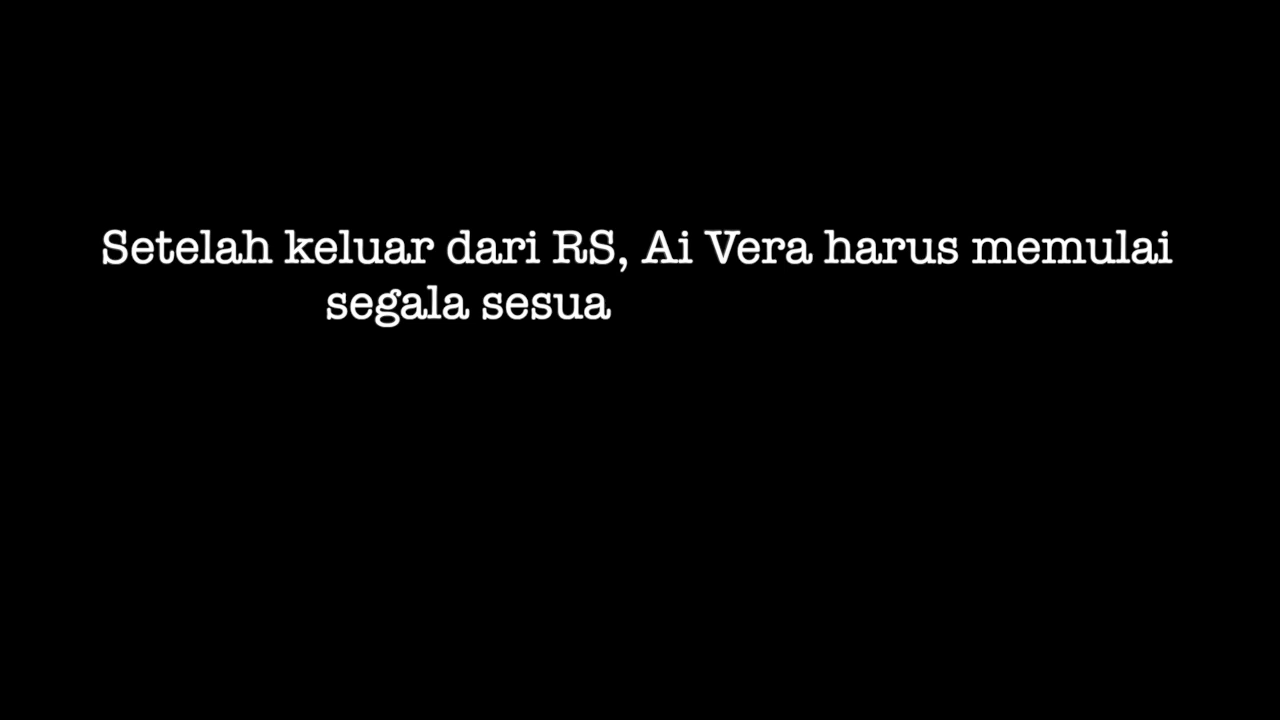 Setelah keluar dari RS, Ai Vera harus memulai
segala sesua